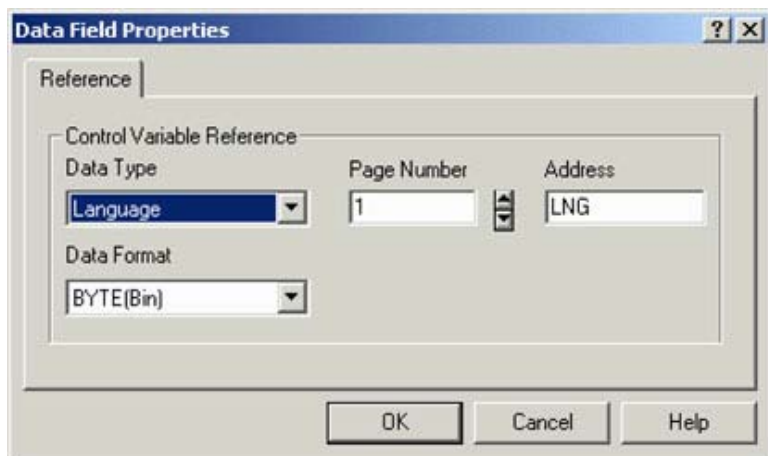 Data Field Properties
Reference
Control Variable Reference
Data Type Page Number Address
Language 1 LNG
Data Format
BYTE(Bin)
OK Cancel Help